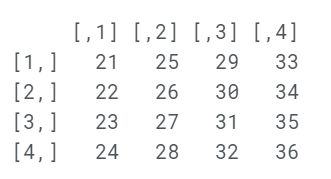 [,1] [,2] [,3] [,4]
[1,] 21 25 29 33
[2,] 22 26 30 34
[3,] 23 27 31 35
[4,] 24 28 32 36